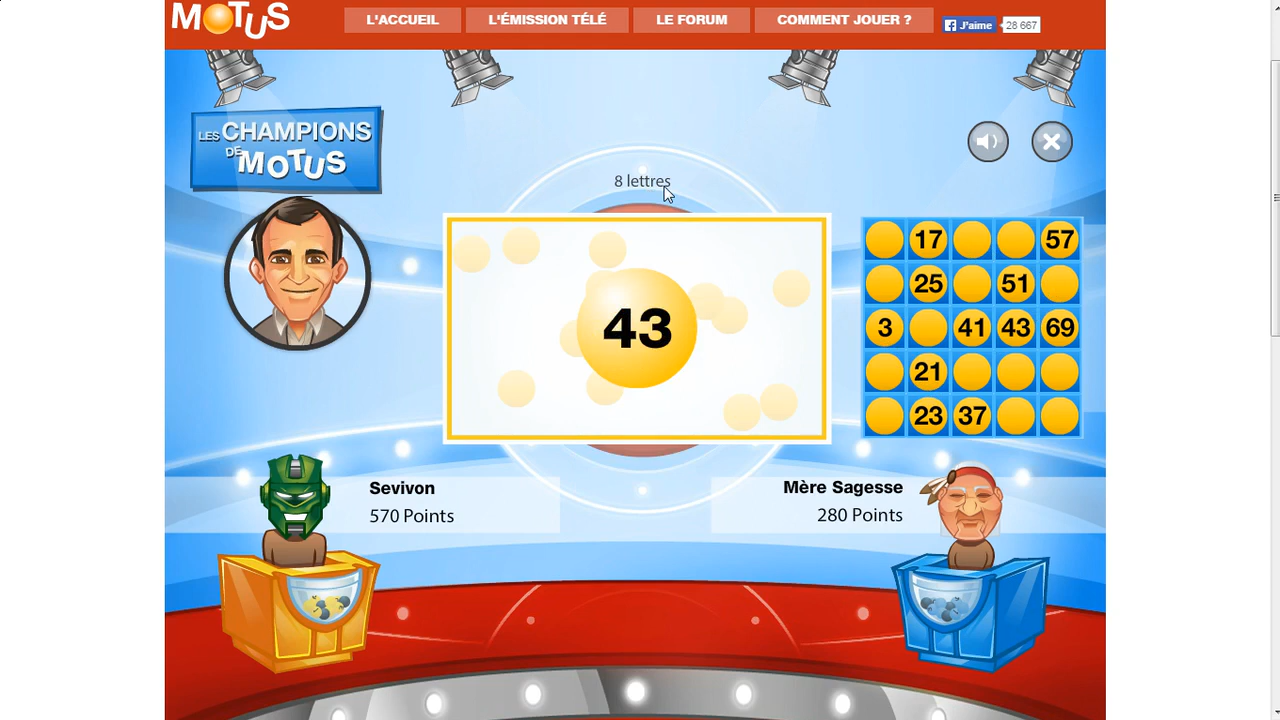 MOTUS
L'ACCUEIL
L'ÉMISSION TÉLÉ
LE FORUM
COMMENT JOUER ?
J'aime
28 667
LES CHAMPIONS
DE MOTUS
8 lettres
43
17 57
25 51
3 41 43 69
21
23 37
Sevivon
570 Points
Mère Sagesse
280 Points